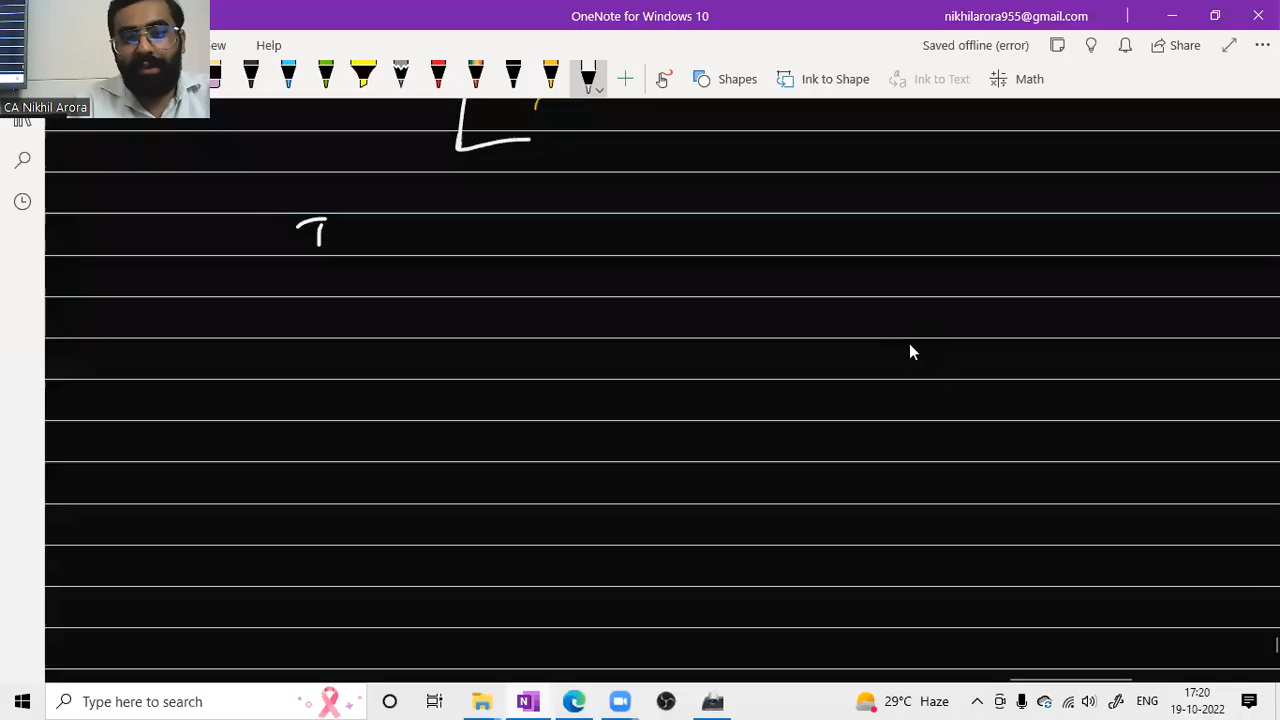 OneNote for Windows 10
nikhilarora955@gmail.com
ew Help
Saved offline (error)
Share
Shapes
Ink to Shape
Ink to Text
Math
CA Nikhil Arora
T
Type here to search
29°C Haze
ENG
17:20
19-10-2022